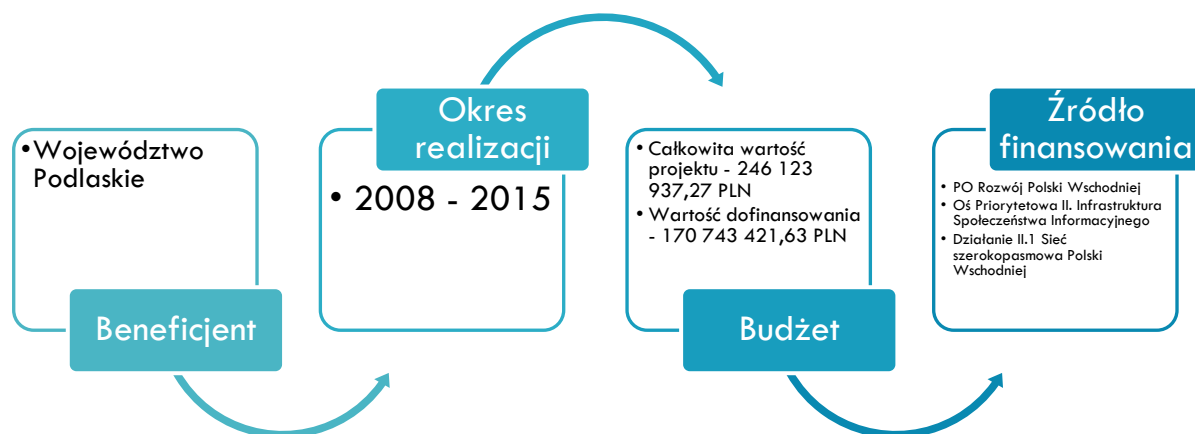 •Województwo
Podlaskie
Beneficjent
Okres
realizacji
• 2008 - 2015
• Całkowita wartość
projektu - 246 123
937,27 PLN
• Wartość dofinansowania
- 170 743 421,63 PLN
Budżet
Źródło
finansowania
• PO Rozwój Polski Wschodniej
• Oś Priorytetowa II. Infrastruktura
Społeczeństwa Informacyjnego
• Działanie II.1 Sieć
szerokopasmowa Polski
Wschodniej